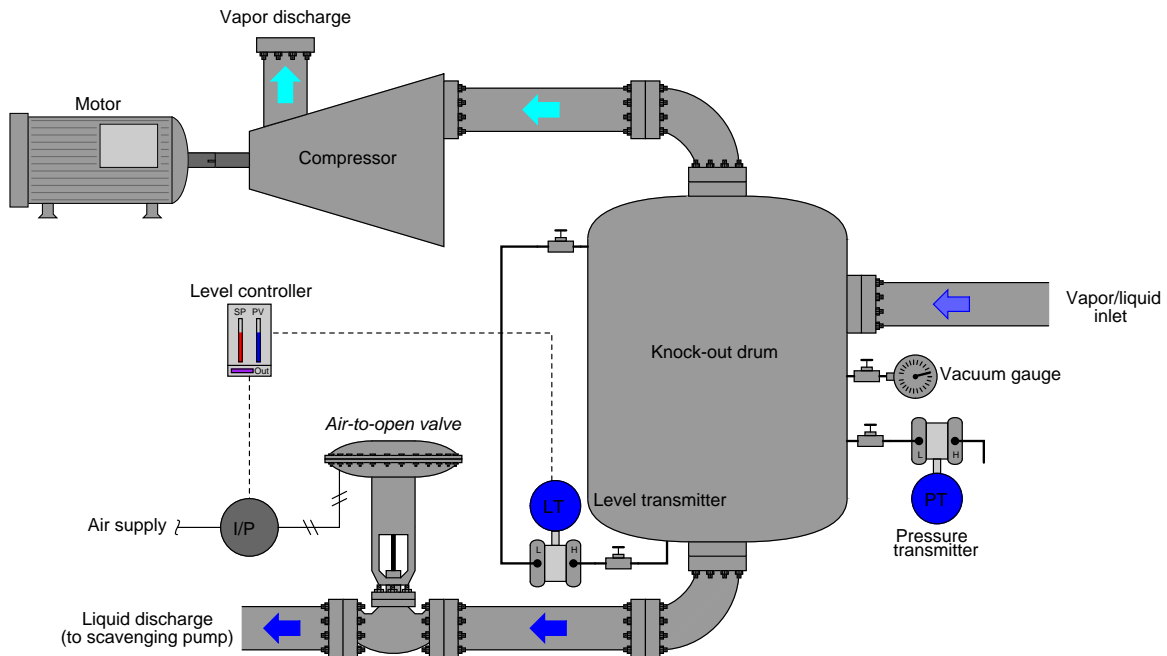 Vapor discharge
Motor
Compressor
Level controller
SP PV
Out
Knock-out drum
Vapor/liquid
inlet
Vacuum gauge
Air-to-open valve
L H
PT
Pressure
transmitter
LT
Level transmitter
L H
Air supply
I/P
Liquid discharge
(to scavenging pump)